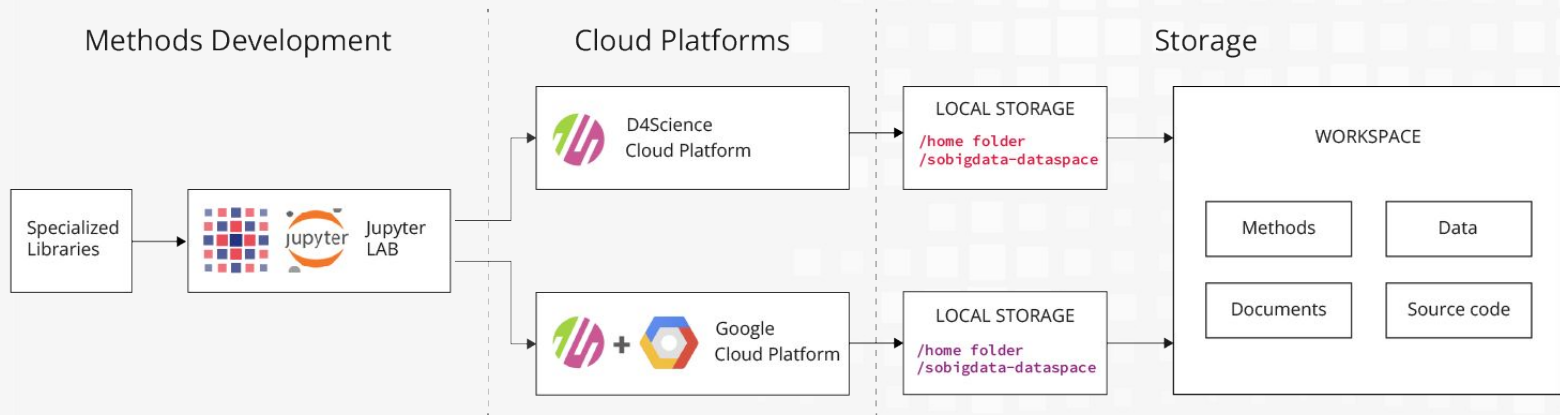 Methods Development
Cloud Platforms
Storage
Specialized
Libraries
jupyter
Jupyter
LAB
D4Science
Cloud Platform
+
Google
Cloud Platform
LOCAL STORAGE
/home folder
/sobigdata-dataspace
LOCAL STORAGE
/home folder
/sobigdata-dataspace
WORKSPACE
Methods
Data
Documents
Source code